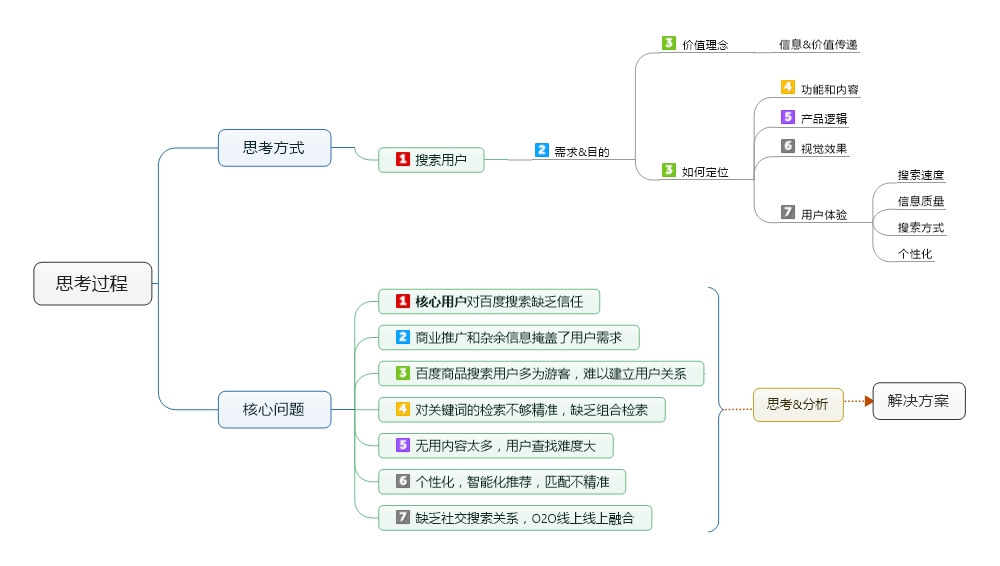 思考过程
思考方式
1 搜索用户
2 需求&目的
3 价值理念
信息&价值传递
3 如何定位
4 功能和内容
5 产品逻辑
6 视觉效果
7 用户体验
搜索速度
信息质量
搜索方式
个性化
核心问题
1 核心用户对百度搜索缺乏信任
2 商业推广和杂余信息掩盖了用户需求
3 百度商品搜索用户多为游客，难以建立用户关系
4 对关键词的检索不够精准，缺乏组合检索
5 无用内容太多，用户查找难度大
6 个性化，智能化推荐，匹配不精准
7 缺乏社交搜索关系，O2O线上线上融合
思考&分析
解决方案